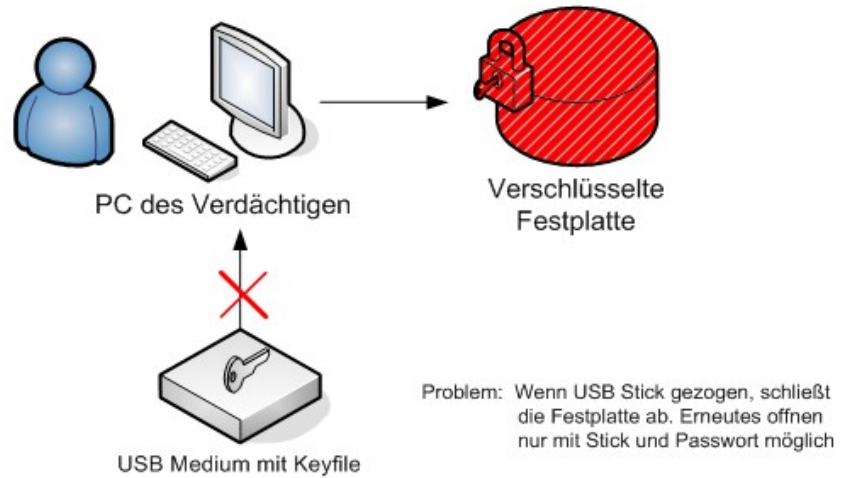 PC des Verdächtigen
Verschlüsselte
Festplatte
USB Medium mit Keyfile
Problem: Wenn USB Stick gezogen, schließt
die Festplatte ab. Erneutes offnen
nur mit Stick und Passwort möglich